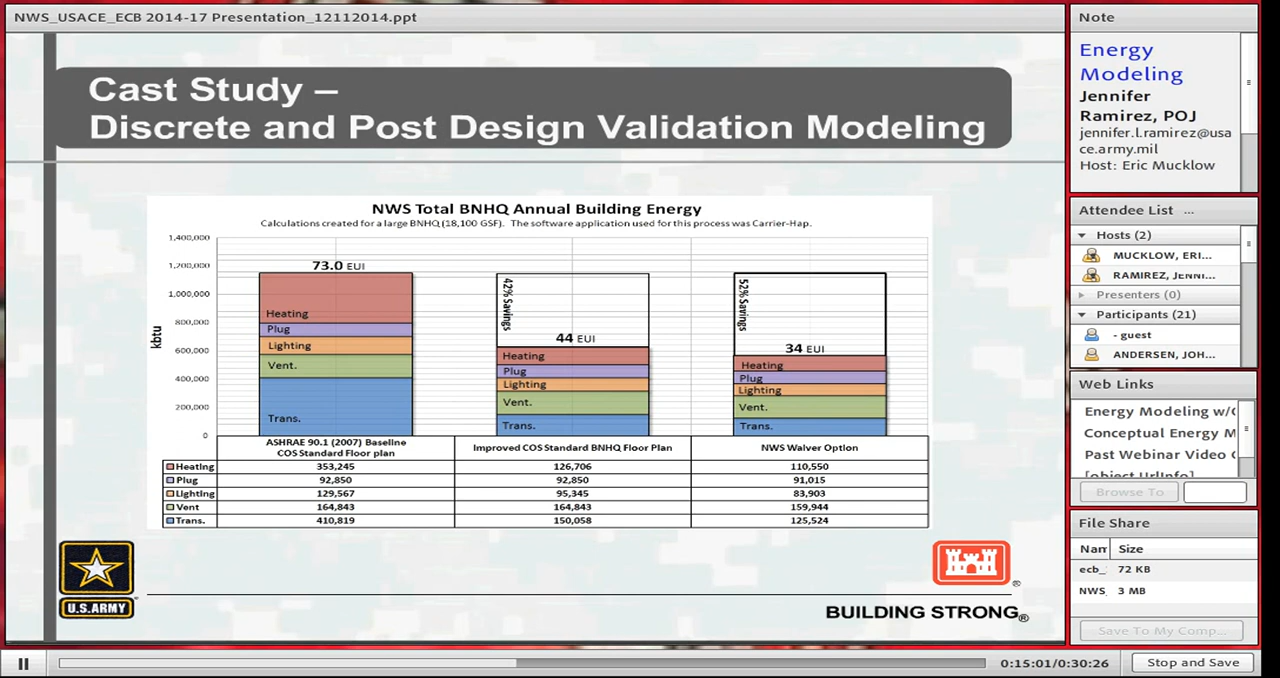 NWS_USACE_ECB 2014-17 Presentation_12112014.ppt
Cast Study –
Discrete and Post Design Validation Modeling
NWS Total BNHQ Annual Building Energy
Calculations created for a large BNHQ (18,100 GSF). The software application used for this process was Carrier-Hap.
kbtu
1,400,000
1,200,000
1,000,000
800,000
600,000
400,000
200,000
0
73.0 EUI
Heating
Plug
Lighting
Vent.
Trans.
42% Savings
44 EUI
Heating
Plug
Lighting
Vent.
Trans.
52% Savings
34 EUI
Heating
Plug
Lighting
Vent.
Trans.
ASHRAE 90.1 (2007) Baseline
COS Standard Floor plan
Improved COS Standard BNHQ Floor Plan
NWS Waiver Option
Heating 353,245 126,706 110,550
Plug 92,850 92,850 91,015
Lighting 129,567 95,345 83,903
Vent 164,843 164,843 159,944
Trans. 410,819 150,058 125,524
U.S.ARMY
BUILDING STRONG®
Note
Energy
Modeling
Jennifer
Ramirez, POJ
jennifer.l.ramirez@usa
ce.army.mil
Host: Eric Mucklow
Attendee List ...
Hosts (2)
MUCKLOW, ERI...
RAMIREZ, JENNI...
Presenters (0)
Participants (21)
- guest
ANDERSEN, JOH...
Web Links
Energy Modeling w/(
Conceptual Energy M
Past Webinar Video (
[object UrlInfo]
Browse To
File Share
Nam Size
ecb_ 72 KB
NWS_ 3 MB
Save To My Comp...
0:15:01/0:30:26
Stop and Save